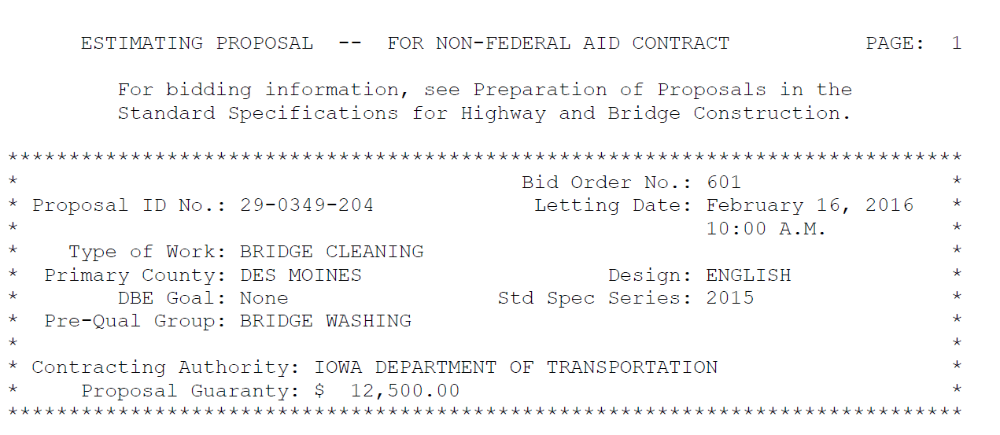 ESTIMATING PROPOSAL -- FOR NON-FEDERAL AID CONTRACT PAGE: 1
For bidding information, see Preparation of Proposals in the
Standard Specifications for Highway and Bridge Construction.
******************************************************************************
* Bid Order No.: 601 *
* Proposal ID No.: 29-0349-204 Letting Date: February 16, 2016 *
* 10:00 A.M. *
* Type of Work: BRIDGE CLEANING *
* Primary County: DES MOINES Design: ENGLISH *
* DBE Goal: None Std Spec Series: 2015 *
* Pre-Qual Group: BRIDGE WASHING *
* *
* Contracting Authority: IOWA DEPARTMENT OF TRANSPORTATION *
* Proposal Guaranty: $ 12,500.00 *
******************************************************************************